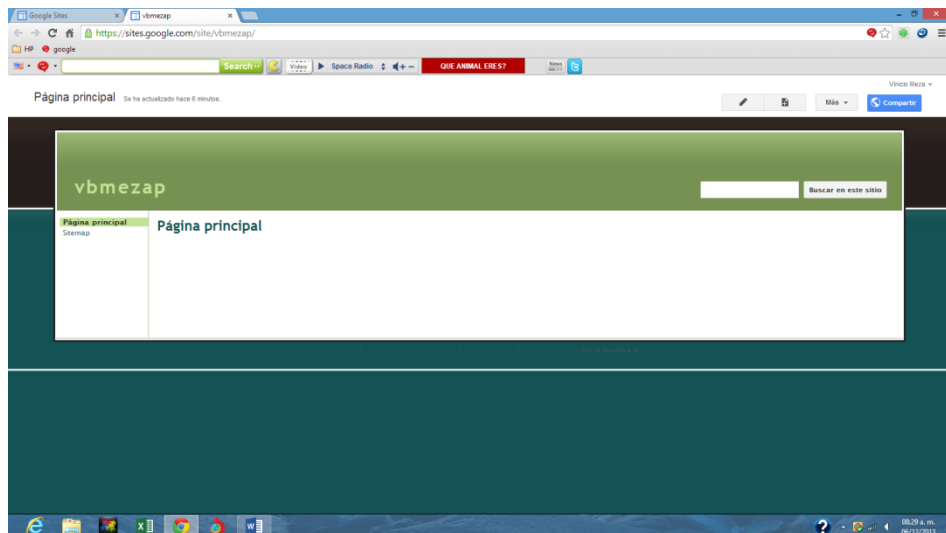 Google Sites
vbmezap
https://sites.google.com/site/vbmezap/
HP google
Search Video Space Radio QUE ANIMAL ERES? News
Vinicio Meza
Página principal Se ha actualizado hace 6 minutos.
Más Compartir
vbmezap
Buscar en este sitio
Página principal
Sitemap
Página principal
08:29 a. m.
06/12/2013